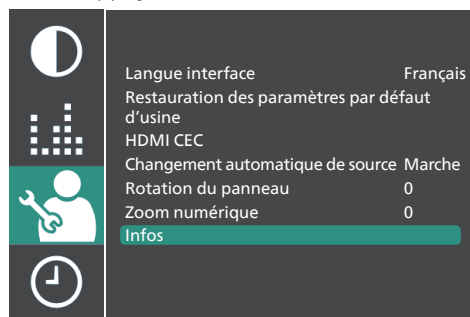 Langue interface Français
Restauration des paramètres par défaut
d'usine
HDMI CEC
Changement automatique de source Marche
Rotation du panneau 0
Zoom numérique 0
Infos